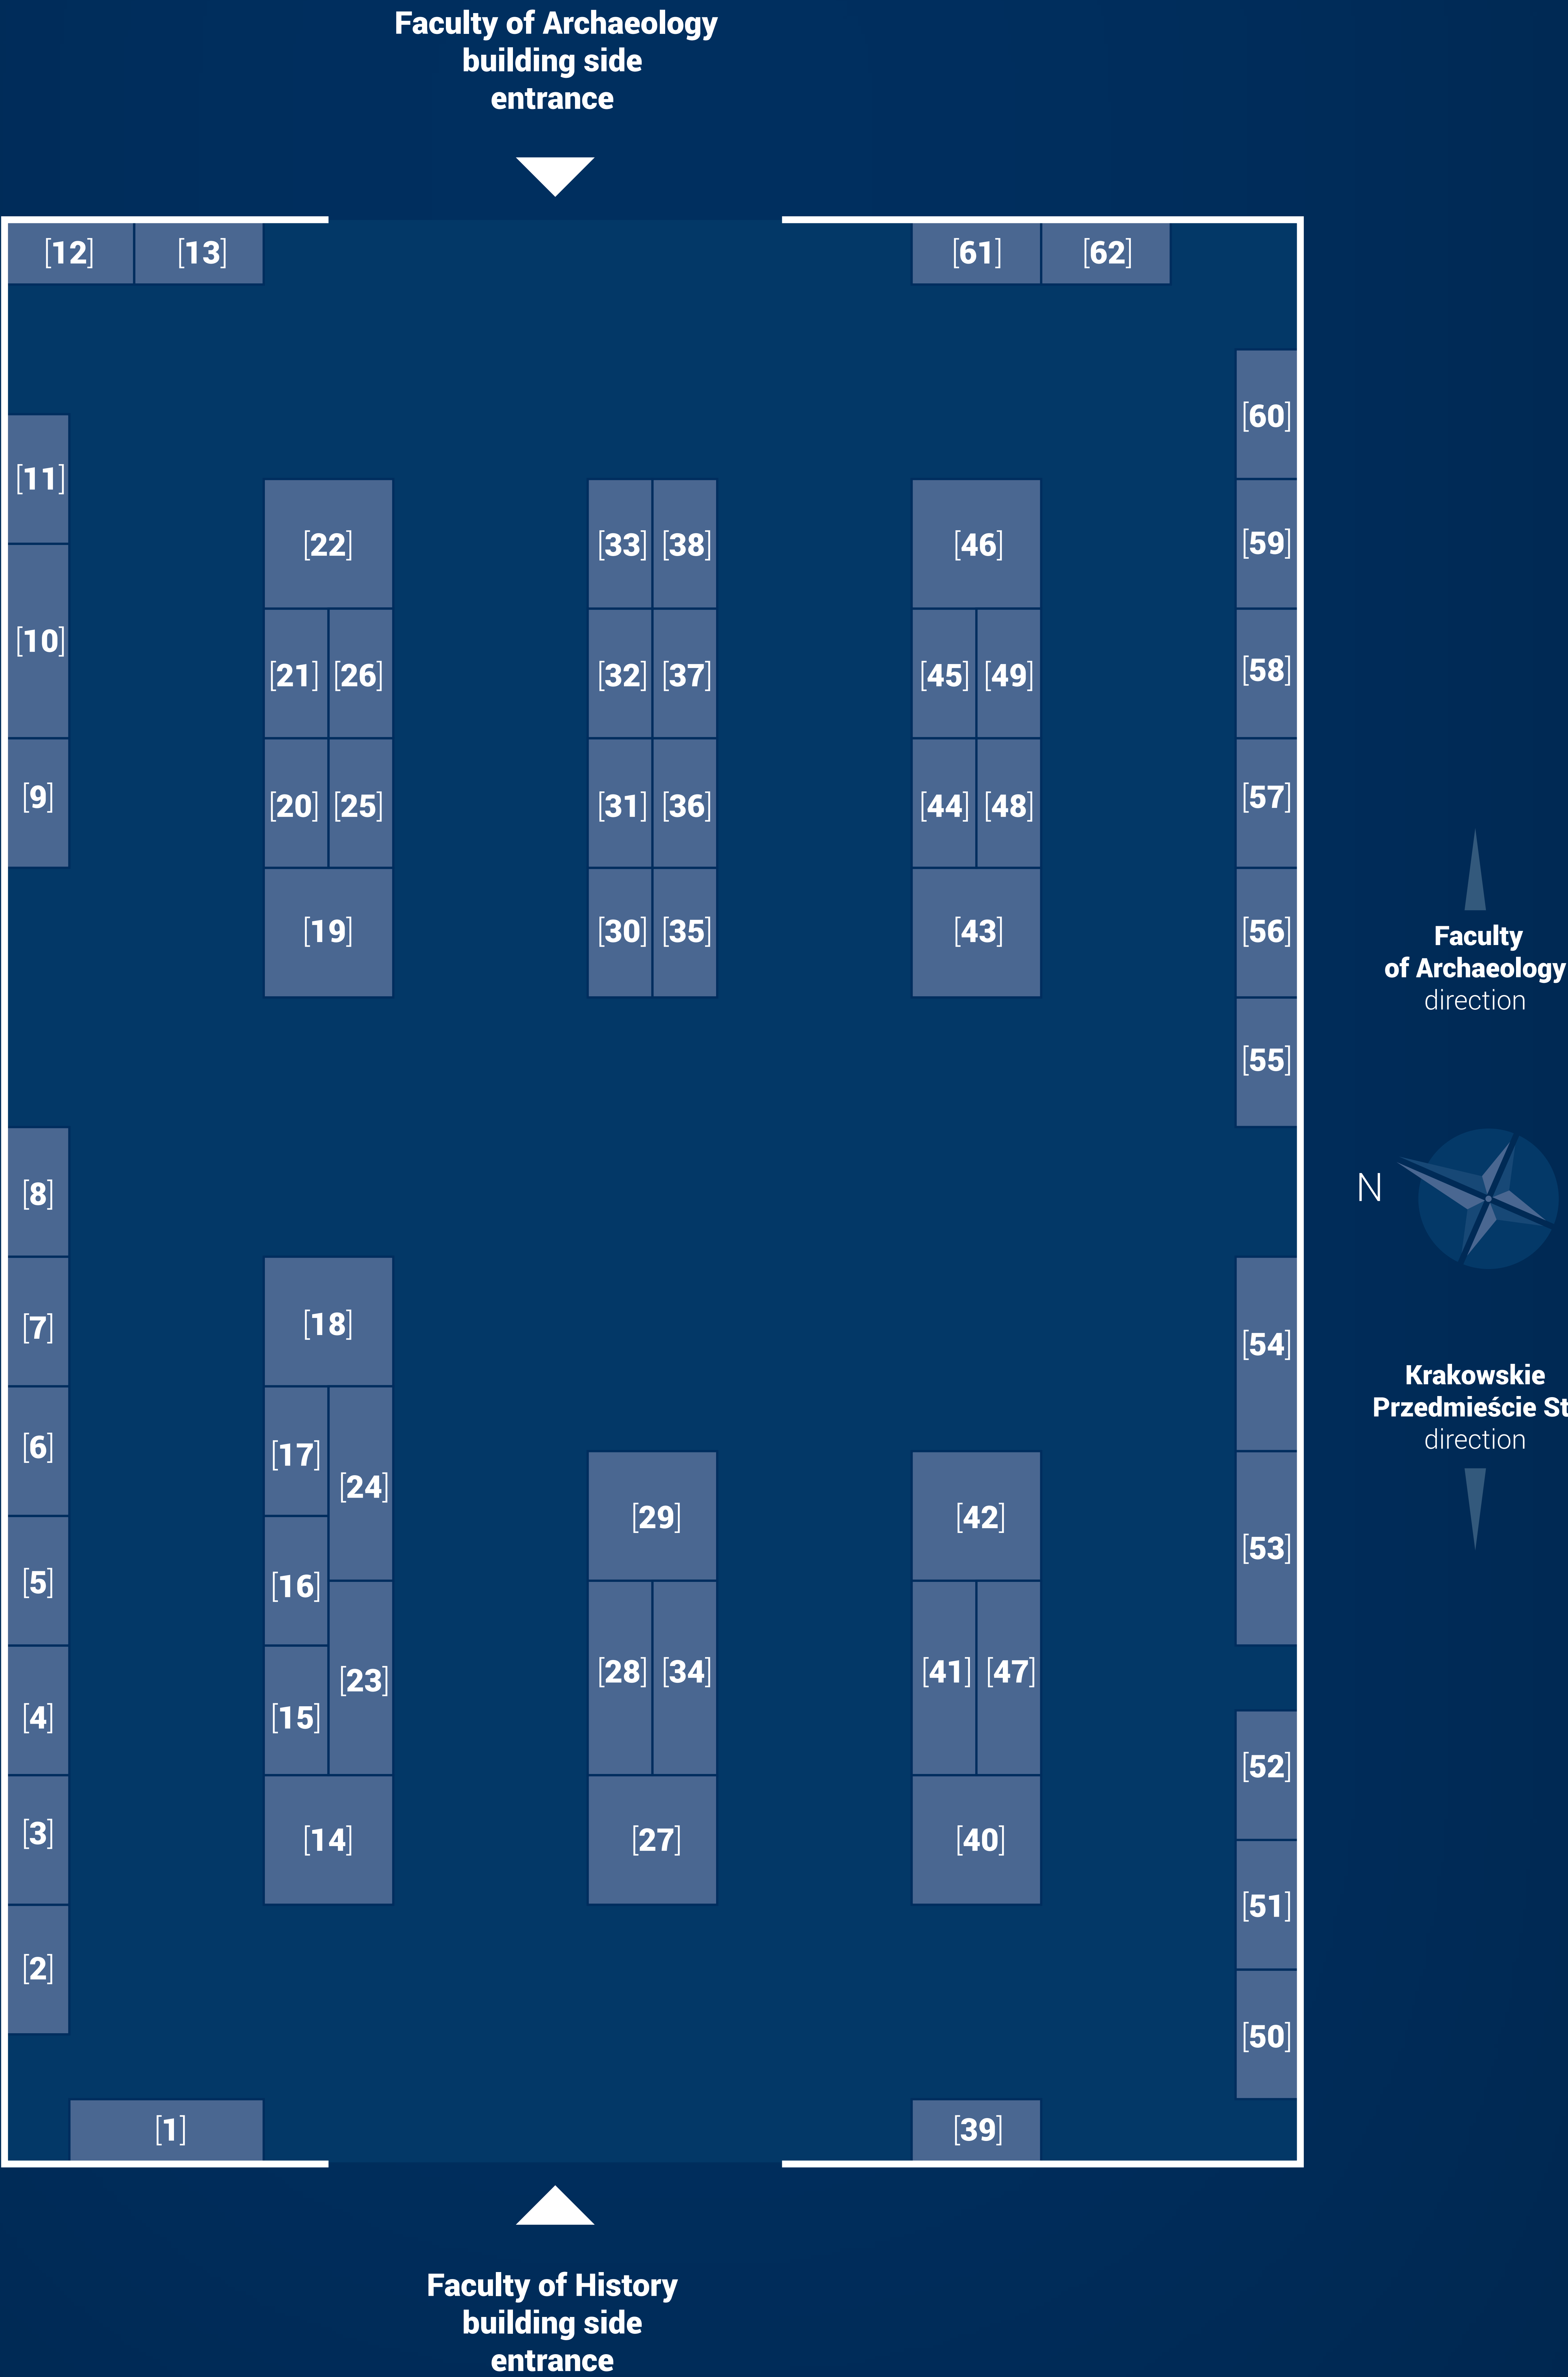 Faculty of Archaeology
building side
entrance
[12] [13] [61] [62]
[60]
[11]
[22] [33] [38] [46] [59]
[10]
[21] [26] [32] [37] [45] [49] [58]
[9] [20] [25] [31] [36] [44] [48] [57]
[19] [30] [35] [43] [56]
Faculty
of Archaeology
direction
[55]
[8]
N
[7] [18] [54]
Krakowskie
Przedmieście St
direction
[6] [17]
[24]
[29] [42] [53]
[5] [16]
[28] [34] [41] [47]
[23]
[4] [15]
[52]
[3] [14] [27] [40]
[51]
[2]
[50]
[1] [39]
Faculty of History
building side
entrance